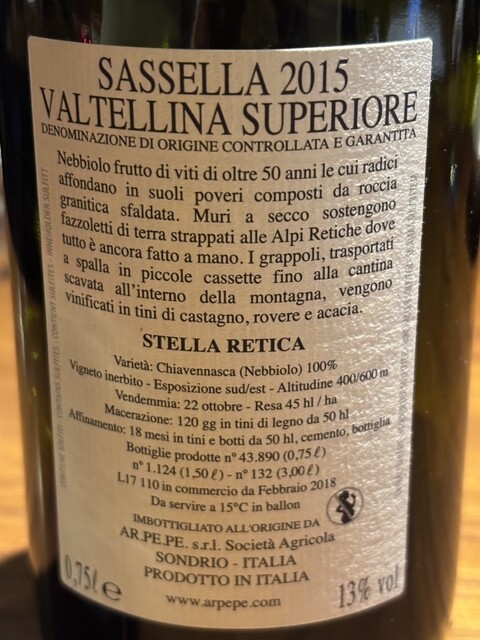 SASSELLA 2015
VALTELLINA SUPERIORE
DENOMINAZIONE DI ORIGINE CONTROLLATA E GARANTITA
Nebbiolo frutto di viti di oltre 50 anni le cui radici
affondano in suoli poveri composti da roccia
granitica sfaldata. Muri a secco sostengono
fazzoletti di terra strappati alle Alpi Retiche dove
tutto è ancora fatto a mano. I grappoli, trasportati
a spalla in piccole cassette fino alla cantina
scavata all'interno della montagna, vengono
vinificati in tini di castagno, rovere e acacia.
STELLA RETICA
Varietà: Chiavennasca (Nebbiolo) 100%
Vigneto inerbito - Esposizione sud/est - Altitudine 400/600 m
Vendemmia: 22 ottobre - Resa 45 hl / ha
Macerazione: 120 gg in tini di legno da 50 hl
Affinamento: 18 mesi in tini e botti da 50 hl, cemento, bottiglia
Bottiglie prodotte n° 43.890 (0,75 ℓ)
n° 1.124 (1,50 ℓ) - n° 132 (3,00 ℓ)
L17 110 in commercio da Febbraio 2018
Da servire a 15°C in ballon
IMBOTTIGLIATO ALL'ORIGINE DA
AR.PE.PE. s.r.l. Società Agricola
SONDRIO - ITALIA
PRODOTTO IN ITALIA
0,75ℓ e
www.arpepe.com
13% vol